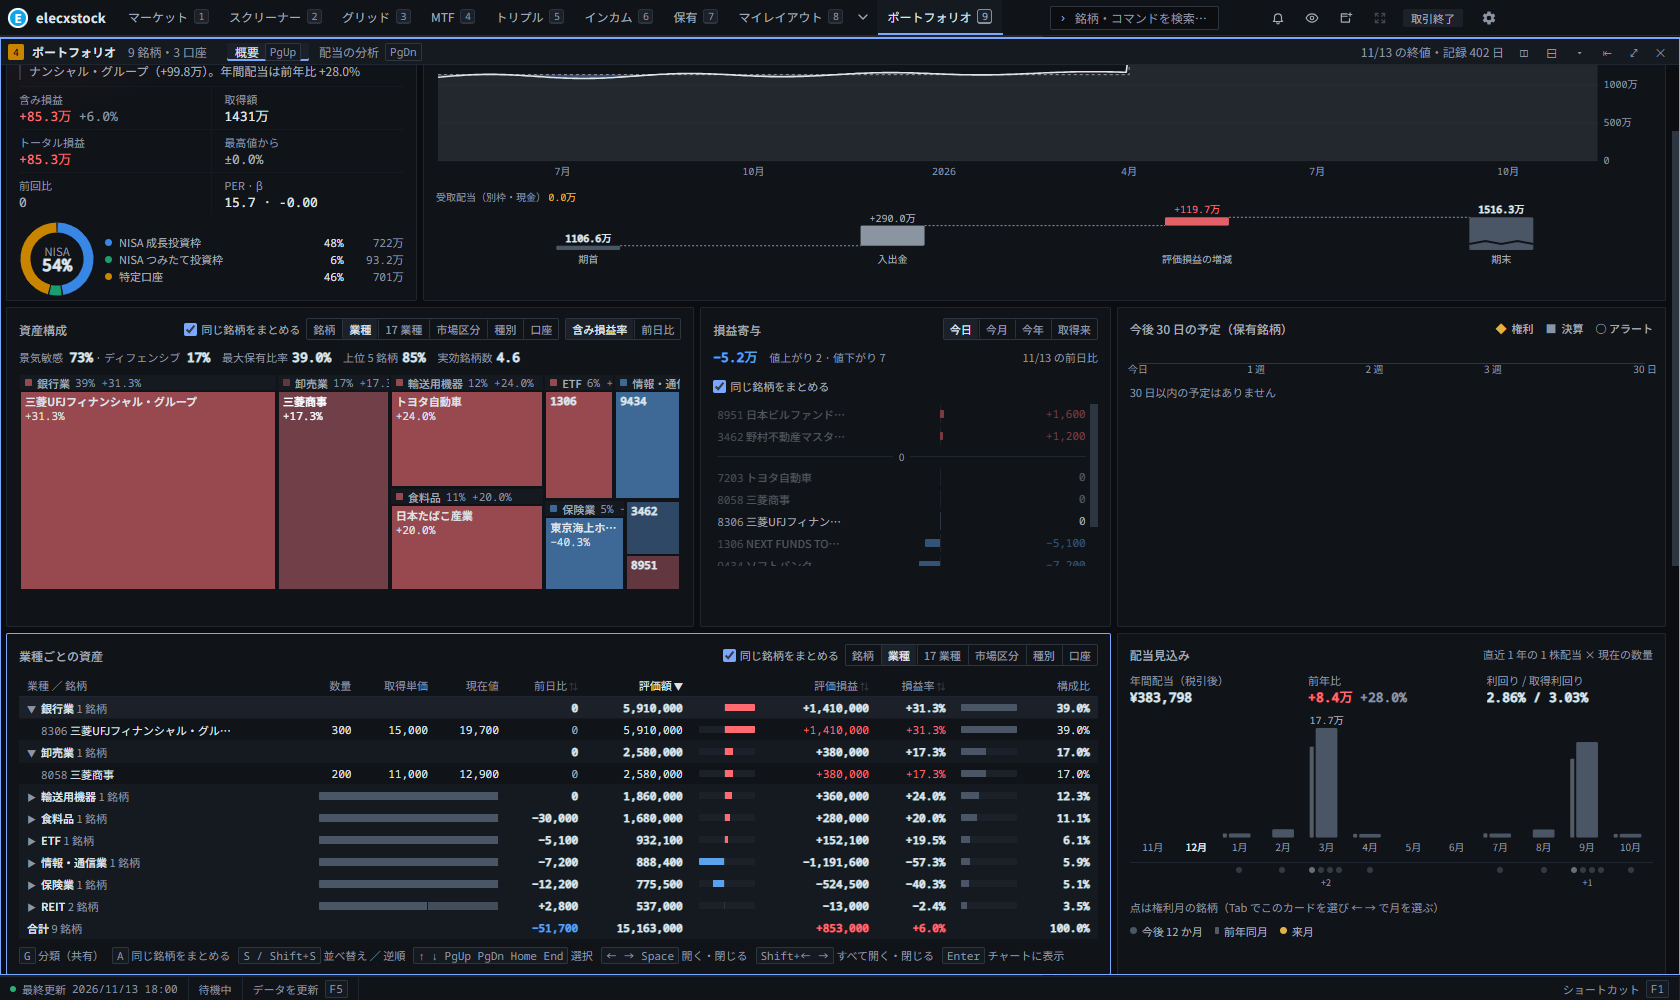 elecxstock マーケット 1 スクリーナー 2 グリッド 3 MTF 4 トリプル 5 インカム 6 保有 7 マイレイアウト 8 ポートフォリオ 9 › 銘柄・コマンドを検索… 取引終了
4 ポートフォリオ 9 銘柄・3 口座 概要 PgUp 配当の分析 PgDn 11/13 の終値・記録 402 日
ナンシャル・グループ（+99.8万）。年間配当は前年比 +28.0%
含み損益 取得額
+85.3万 +6.0% 1431万
トータル損益 最高値から
+85.3万 ±0.0%
前回比 PER · β
0 15.7 · -0.00
NISA 54%
NISA 成長投資枠 48% 722万
NISA つみたて投資枠 6% 93.2万
特定口座 46% 701万
1000万
500万
0
7月 10月 2026 4月 7月 10月
受取配当（別枠・現金） 0.0万
1106.6万 +290.0万 +119.7万 1516.3万
期首 入出金 評価損益の増減 期末
資産構成 同じ銘柄をまとめる 銘柄 業種 17 業種 市場区分 種別 口座 含み損益率 前日比
景気敏感 73% · ディフェンシブ 17% 最大保有比率 39.0% 上位 5 銘柄 85% 実効銘柄数 4.6
銀行業 39% +31.3% 卸売業 17% +17.3 輸送用機器 12% +24.0% ETF 6% + 情報・通信
三菱UFJフィナンシャル・グループ
+31.3%
三菱商事
+17.3%
トヨタ自動車
+24.0%
1306
9434
食料品 11% +20.0%
日本たばこ産業
+20.0%
保険業 5% −
東京海上ホ…
−40.3%
3462
8951
損益寄与 今日 今月 今年 取得来
−5.2万 値上がり 2・値下がり 7 11/13 の前日比
同じ銘柄をまとめる
8951 日本ビルファンド… +1,600
3462 野村不動産マスタ… +1,200
0
7203 トヨタ自動車 0
8058 三菱商事 0
8306 三菱UFJフィナン… 0
1306 NEXT FUNDS TO… −5,100
9434 ソフトバンク −7,200
今後 30 日の予定（保有銘柄） 権利 決算 アラート
今日 1 週 2 週 3 週 30 日
30 日以内の予定はありません
業種ごとの資産 同じ銘柄をまとめる 銘柄 業種 17 業種 市場区分 種別 口座
業種 ／ 銘柄 数量 取得単価 現在値 前日比↑↓ 評価額▼ 評価損益↑↓ 損益率↑↓ 構成比
▼ 銀行業 1 銘柄 0 5,910,000 +1,410,000 +31.3% 39.0%
8306 三菱UFJフィナンシャル・グル… 300 15,000 19,700 0 5,910,000 +1,410,000 +31.3% 39.0%
▼ 卸売業 1 銘柄 0 2,580,000 +380,000 +17.3% 17.0%
8058 三菱商事 200 11,000 12,900 0 2,580,000 +380,000 +17.3% 17.0%
▶ 輸送用機器 1 銘柄 0 1,860,000 +360,000 +24.0% 12.3%
▶ 食料品 1 銘柄 −30,000 1,680,000 +280,000 +20.0% 11.1%
▶ ETF 1 銘柄 −5,100 932,100 +152,100 +19.5% 6.1%
▶ 情報・通信業 1 銘柄 −7,200 888,400 −1,191,600 −57.3% 5.9%
▶ 保険業 1 銘柄 −12,200 775,500 −524,500 −40.3% 5.1%
▶ REIT 2 銘柄 +2,800 537,000 −13,000 −2.4% 3.5%
合計 9 銘柄 −51,700 15,163,000 +853,000 +6.0% 100.0%
G 分類（共有） A 同じ銘柄をまとめる S / Shift+S 並べ替え ／ 逆順 ↑ ↓ PgUp PgDn Home End 選択 ← → Space 開く・閉じる Shift+← → すべて開く・閉じる Enter チャートに表示
配当見込み 直近 1 年の 1 株配当 × 現在の数量
年間配当（税引後） 前年比 利回り / 取得利回り
¥383,798 +8.4万 +28.0% 2.86% / 3.03%
17.7万
11月 12月 1月 2月 3月 4月 5月 6月 7月 8月 9月 10月
+2 +1
点は権利月の銘柄（Tab でこのカードを選び ← → で月を選ぶ）
今後 12 か月 前年同月 来月
最終更新 2026/11/13 18:00 待機中 データを更新 F5 ショートカット F1